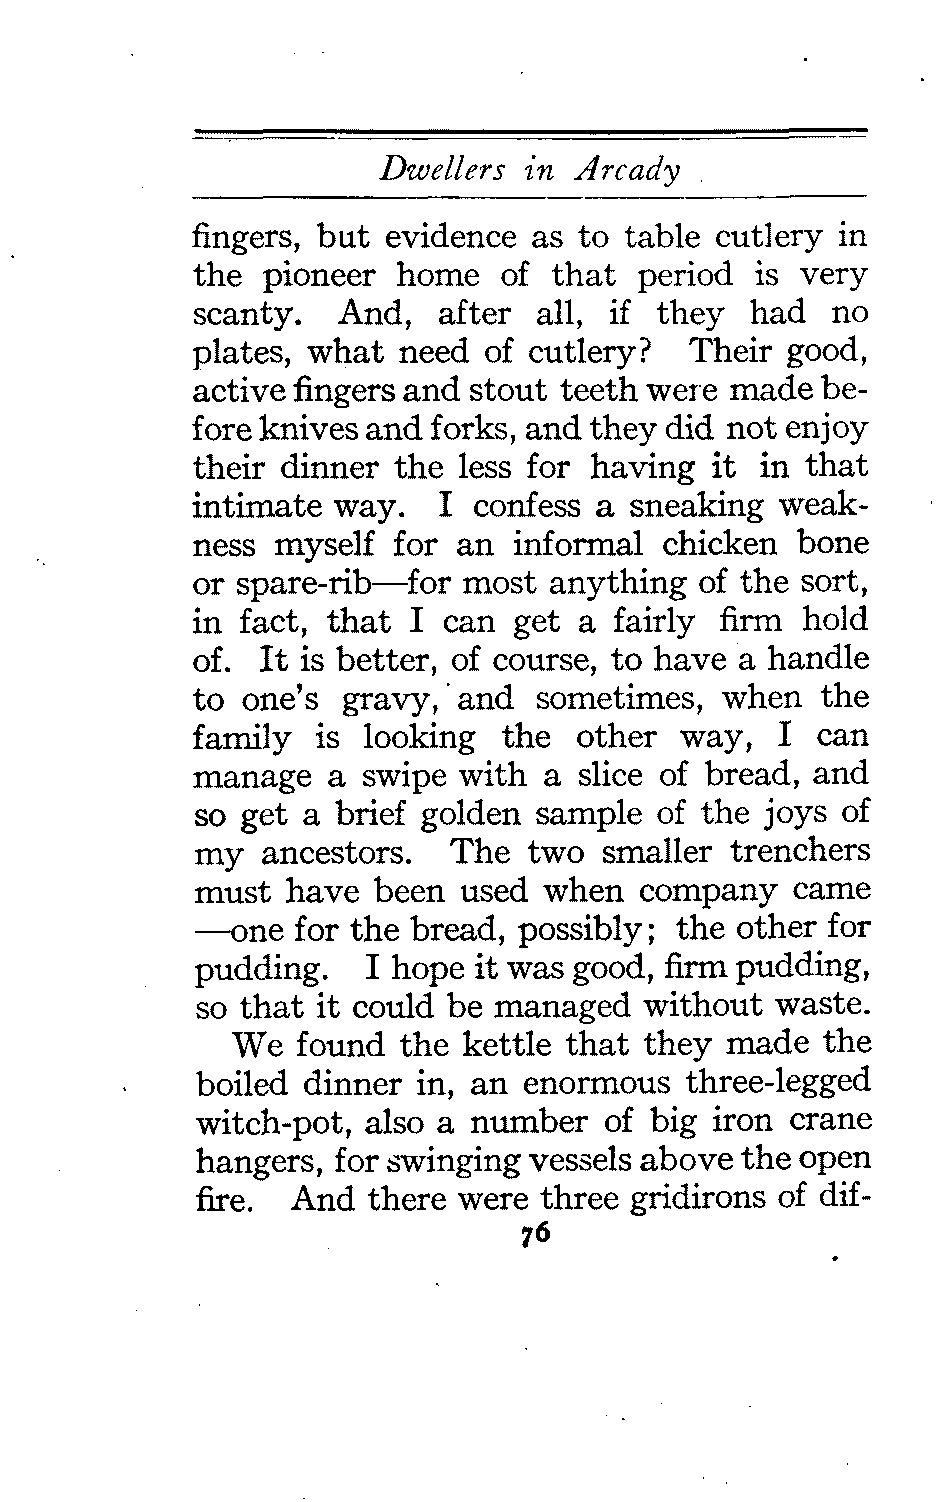 Dwellers in Arcady
fingers, but evidence as to table cutlery in
the pioneer home of that period is very
scanty. And, after all, if they had no
plates, what need of cutlery? Their good,
active fingers and stout teeth were made be-
fore knives and forks, and they did not enjoy
their dinner the less for having it in that
intimate way. I confess a sneaking weak-
ness myself for an informal chicken bone
or spare-rib—for most anything of the sort,
in fact, that I can get a fairly firm hold
of. It is better, of course, to have a handle
to one's gravy, and sometimes, when the
family is looking the other way, I can
manage a swipe with a slice of bread, and
so get a brief golden sample of the joys of
my ancestors. The two smaller trenchers
must have been used when company came
—one for the bread, possibly; the other for
pudding. I hope it was good, firm pudding,
so that it could be managed without waste.
We found the kettle that they made the
boiled dinner in, an enormous three-legged
witch-pot, also a number of big iron crane
hangers, for swinging vessels above the open
fire. And there were three gridirons of dif-
76